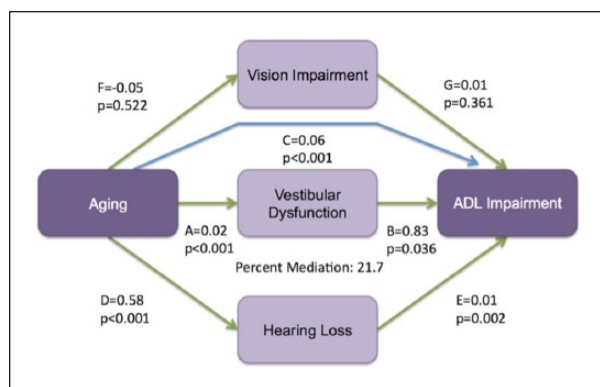 Vision Impairment
F=-0.05
p=0.522
G=0.01
p=0.361
C=0.06
p<0.001
Aging
Vestibular
Dysfunction
ADL Impairment
A=0.02
p<0.001
B=0.83
p=0.036
Percent Mediation: 21.7
D=0.58
p<0.001
Hearing Loss
E=0.01
p=0.002